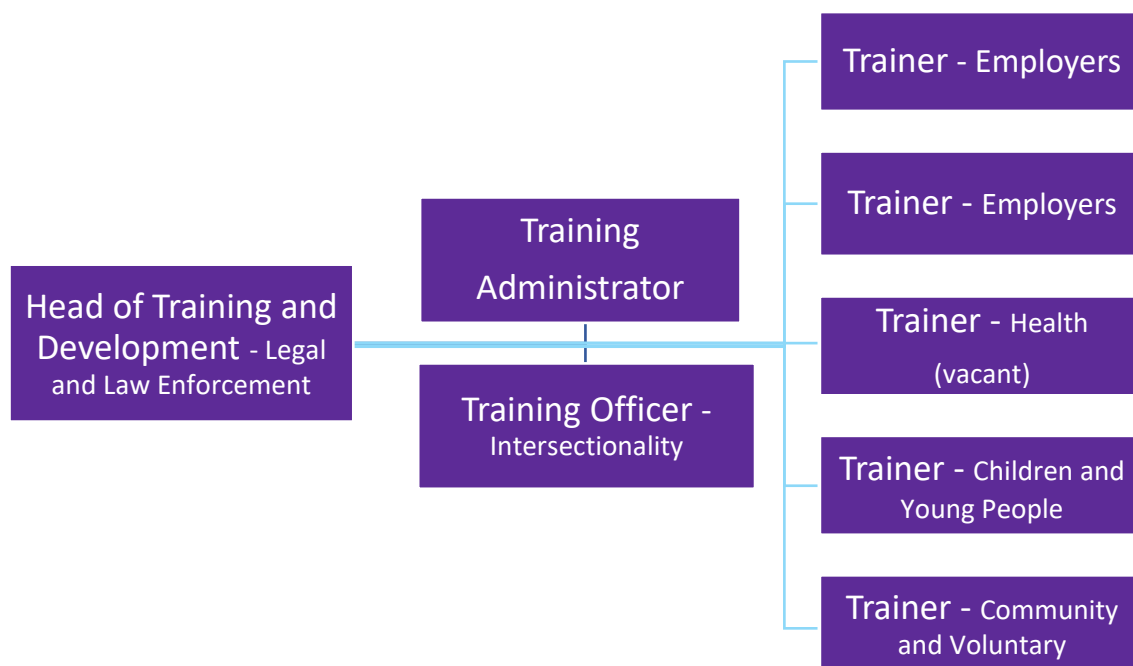 Head of Training and
Development - Legal
and Law Enforcement
Training
Administrator
Training Officer -
Intersectionality
Trainer - Employers
Trainer - Employers
Trainer - Health
(vacant)
Trainer - Children and
Young People
Trainer - Community
and Voluntary